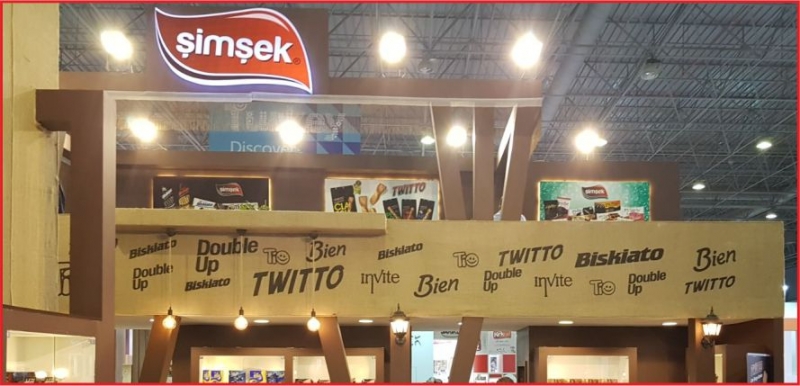 şimşek
Discover
şimşek
TWITTO
şimşek
Biskiato Double Up Tio Bien Biskiato Tio TWITTO Biskiato Bien
Double Up Biskiato TWITTO inVite Bien Double Up inVite Tio Double Up TWITTO